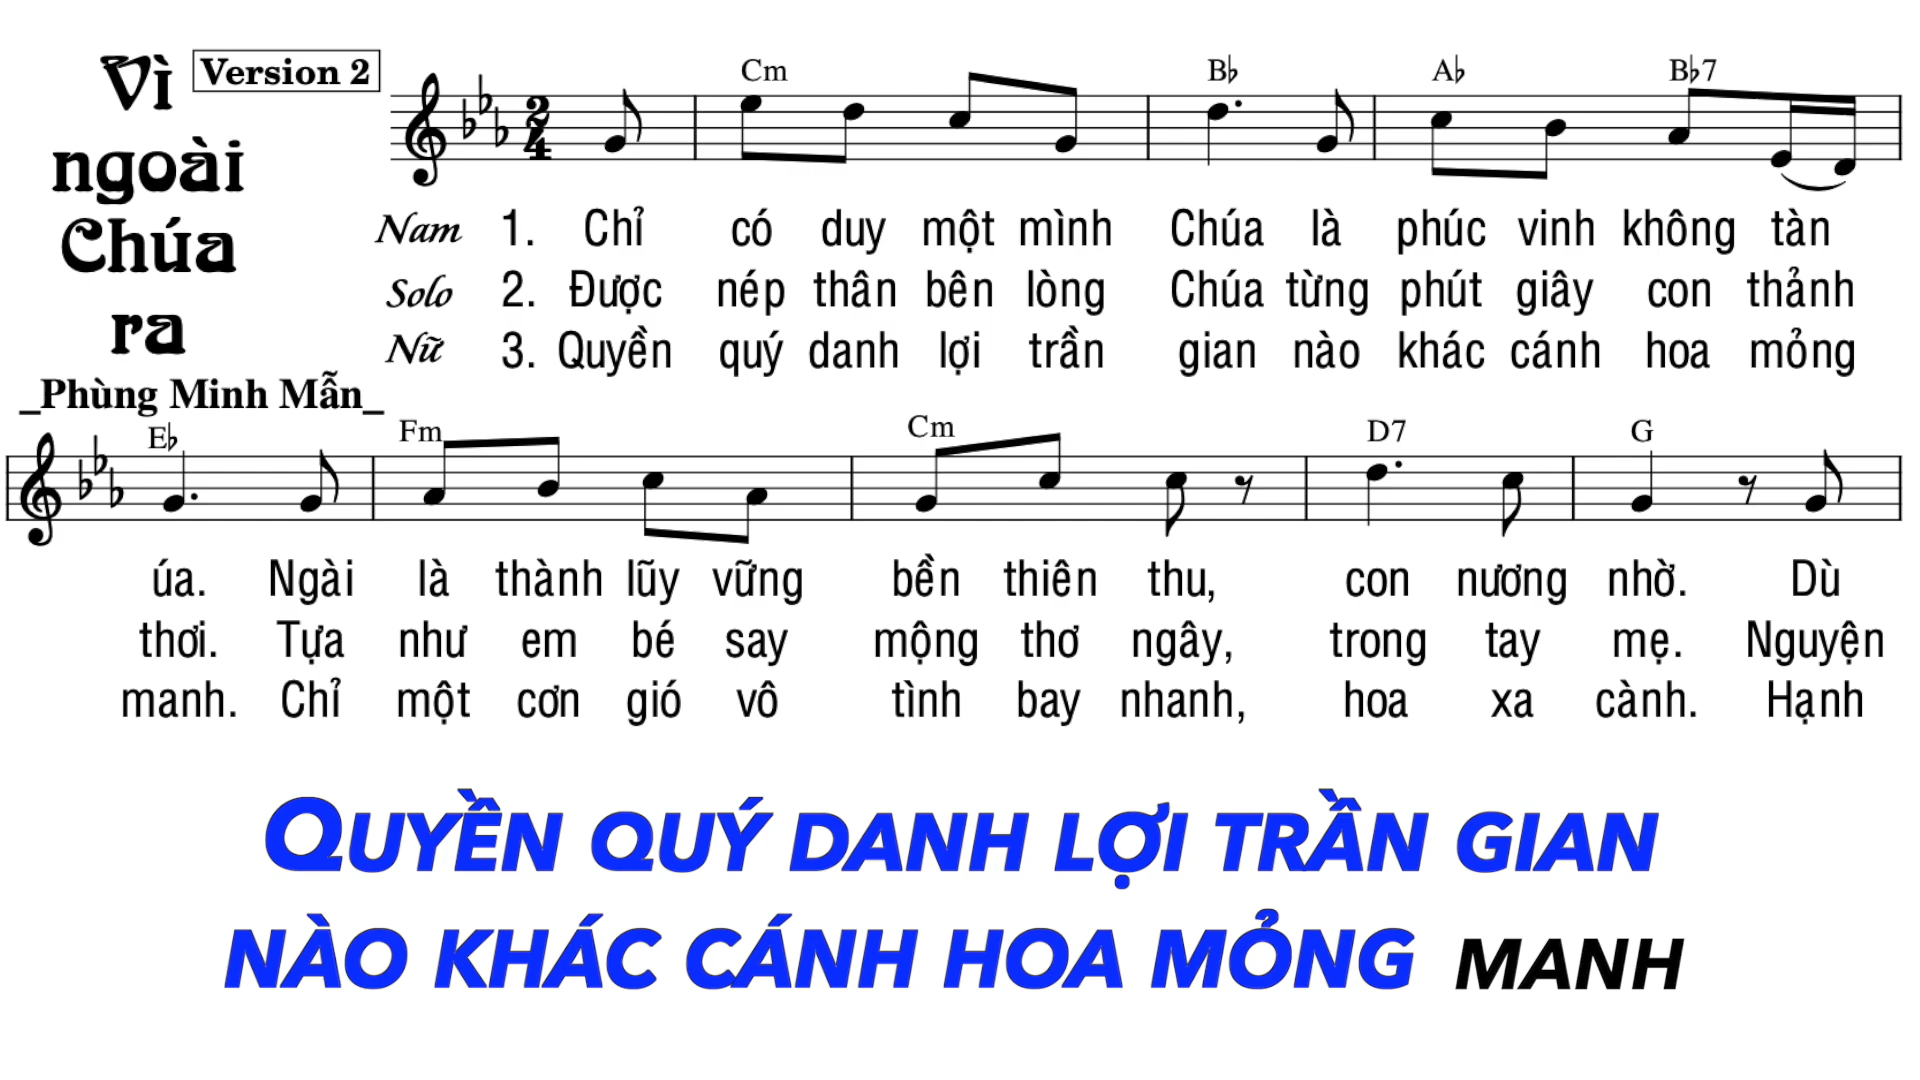 Vì
ngoài
Chúa
ra
Version 2
_Phùng Minh Mẫn_
Cm B♭ A♭ B♭7
2
4
Nam 1. Chỉ có duy một mình Chúa là phúc vinh không tàn
Solo 2. Được nép thân bên lòng Chúa từng phút giây con thảnh
Nữ 3. Quyền quý danh lợi trần gian nào khác cánh hoa mỏng
E♭ Fm Cm D7 G
úa. Ngài là thành lũy vững bền thiên thu, con nương nhờ. Dù
thơi. Tựa như em bé say mộng thơ ngây, trong tay mẹ. Nguyện
manh. Chỉ một cơn gió vô tình bay nhanh, hoa xa cành. Hạnh
QUYỀN QUÝ DANH LỢI TRẦN GIAN
NÀO KHÁC CÁNH HOA MỎNG MANH